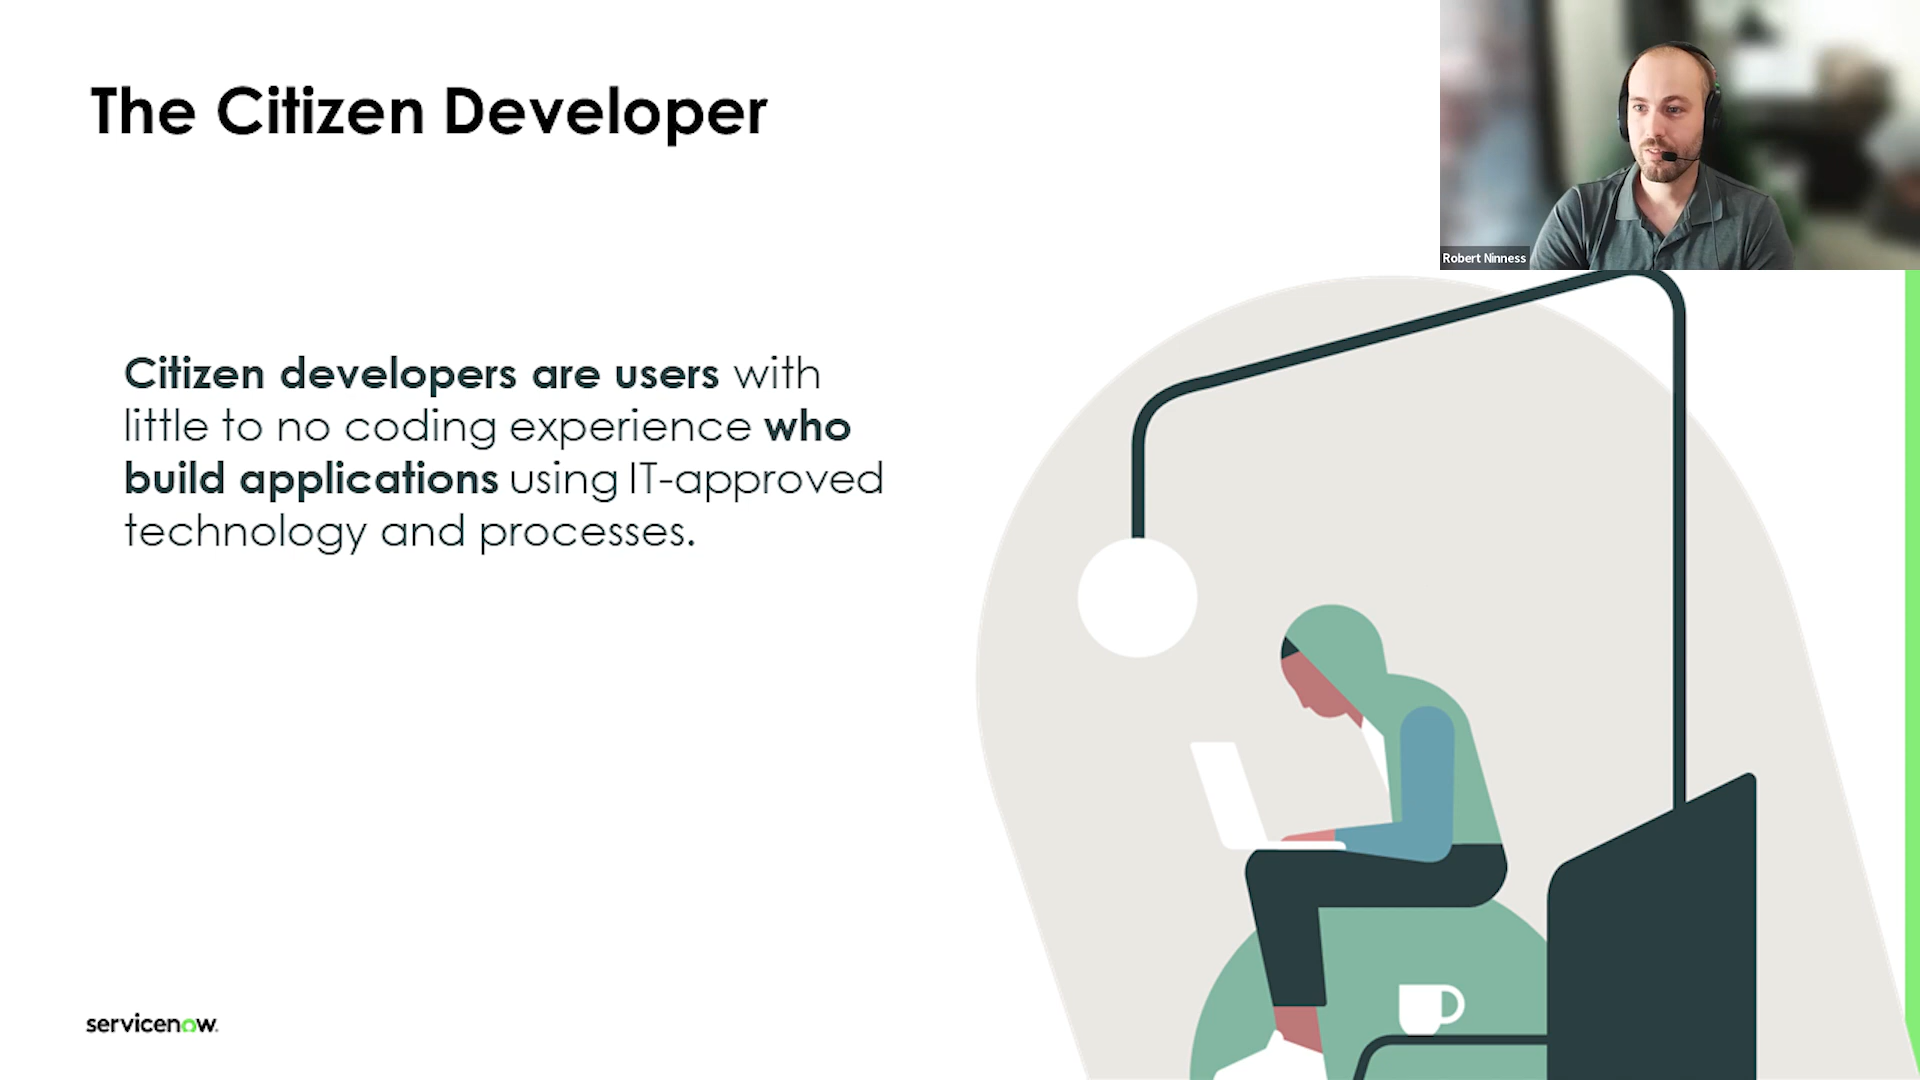 The Citizen Developer
Robert Ninness
Citizen developers are users with
little to no coding experience who
build applications using IT-approved
technology and processes.
servicenow.